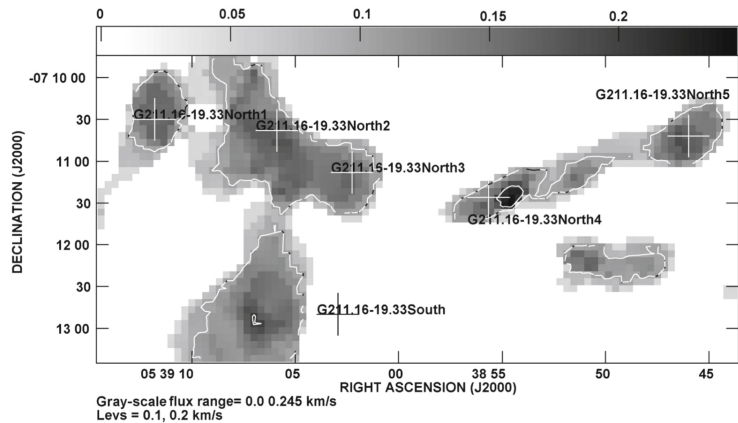 0 0.05 0.1 0.15 0.2
-07 10 00
G211.16-19.33North5
30
G211.16-19.33North1
G211.16-19.33North2
11 00
G211.16-19.33North3
30
G211.16-19.33North4
12 00
30
G211.16-19.33South
13 00
DECLINATION (J2000)
05 39 10 05 00 38 55 50 45
RIGHT ASCENSION (J2000)
Gray-scale flux range= 0.0 0.245 km/s
Levs = 0.1, 0.2 km/s